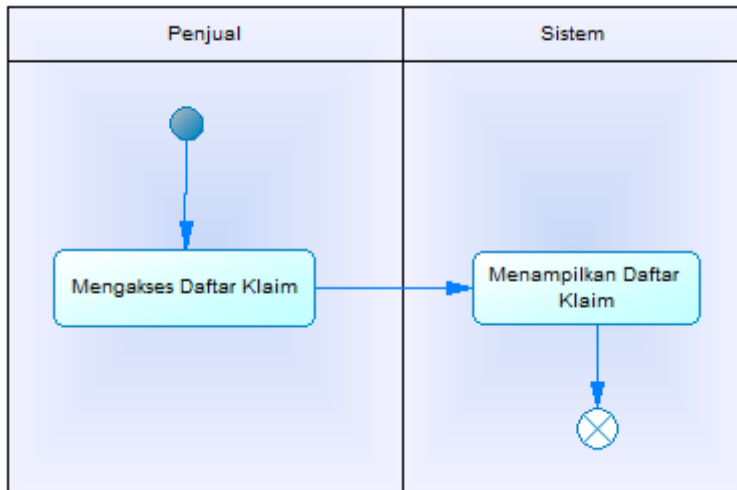 Penjual
Sistem
Mengakses Daftar Klaim
Menampilkan Daftar
Klaim